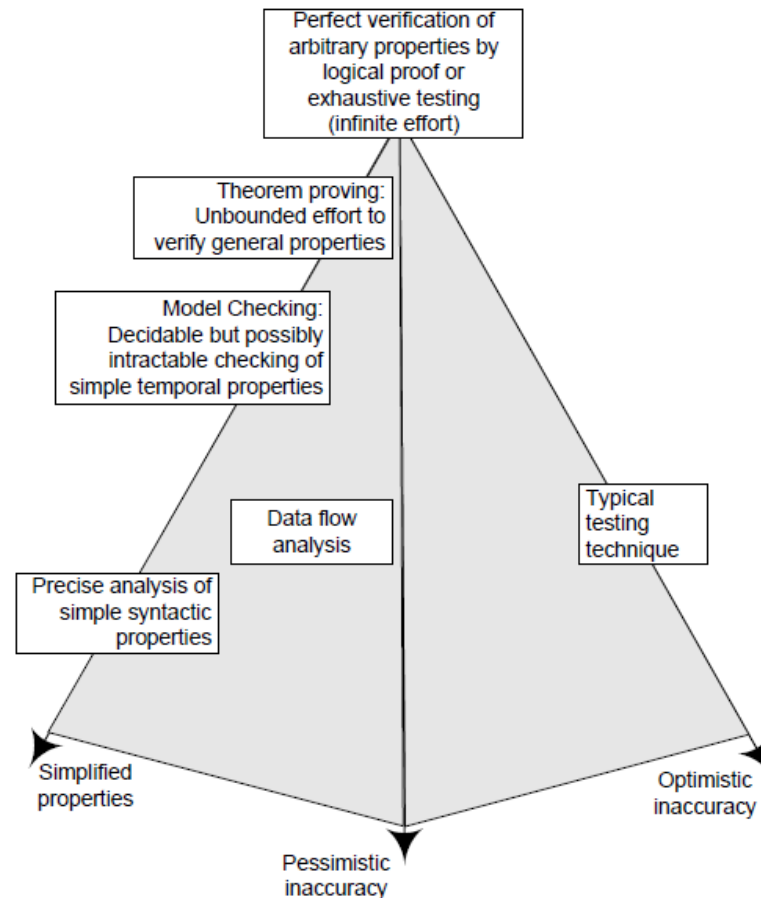 Perfect verification of
arbitrary properties by
logical proof or
exhaustive testing
(infinite effort)
Theorem proving:
Unbounded effort to
verify general properties
Model Checking:
Decidable but possibly
intractable checking of
simple temporal properties
Data flow
analysis
Typical
testing
technique
Precise analysis of
simple syntactic
properties
Simplified
properties
Optimistic
inaccuracy
Pessimistic
inaccuracy